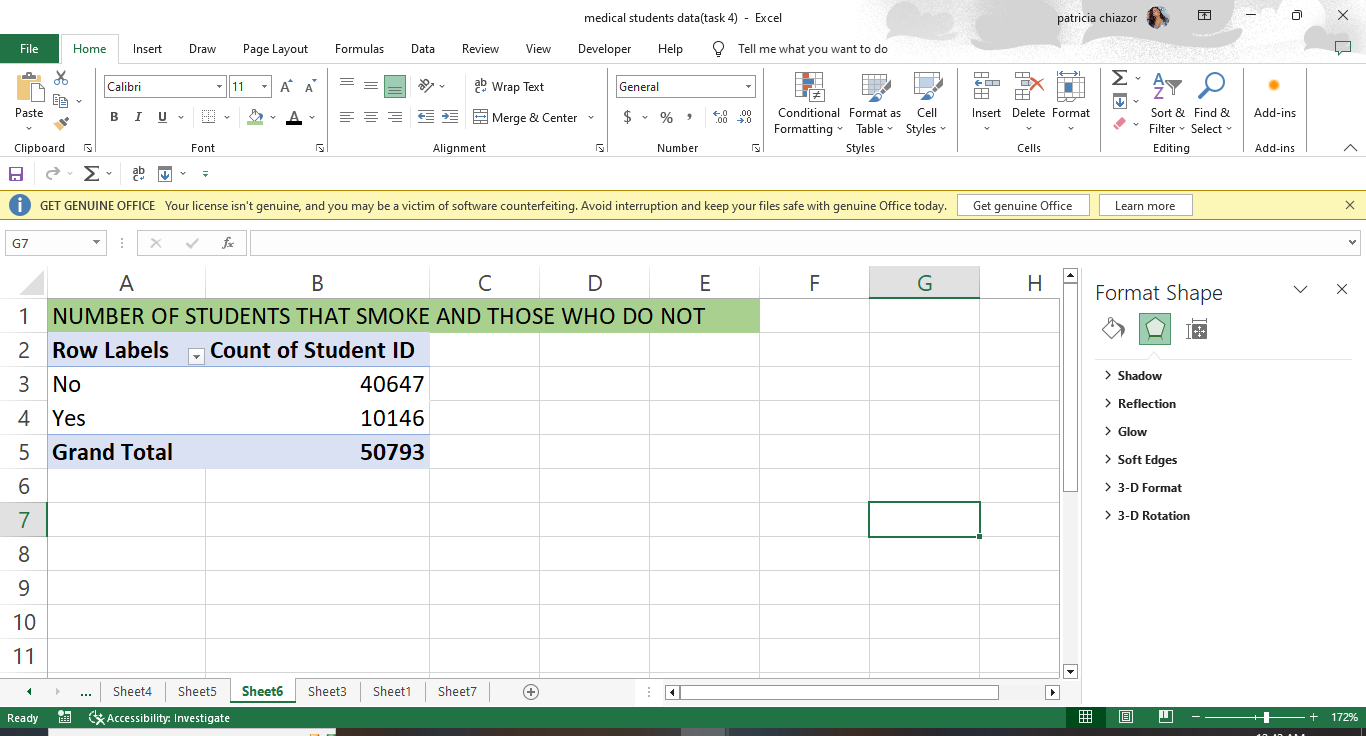 medical students data(task 4) - Excel
patricia chiazor
File Home Insert Draw Page Layout Formulas Data Review View Developer Help Tell me what you want to do
Paste
Calibri 11 A A
B I U A
ab Wrap Text
Merge & Center
General
$ % , .00 .00
Conditional Formatting
Format as Table
Cell Styles
Insert Delete Format
Sort & Filter
Find & Select
Add-ins
Clipboard Font Alignment Number Styles Cells Editing Add-ins
GET GENUINE OFFICE Your license isn't genuine, and you may be a victim of software counterfeiting. Avoid interruption and keep your files safe with genuine Office today. Get genuine Office Learn more
G7 fx
A B C D E F G H
1 NUMBER OF STUDENTS THAT SMOKE AND THOSE WHO DO NOT
2 Row Labels Count of Student ID
3 No 40647
4 Yes 10146
5 Grand Total 50793
6
7
8
9
10
11
Format Shape
Shadow
Reflection
Glow
Soft Edges
3-D Format
3-D Rotation
... Sheet4 Sheet5 Sheet6 Sheet3 Sheet1 Sheet7
Ready Accessibility: Investigate 172%